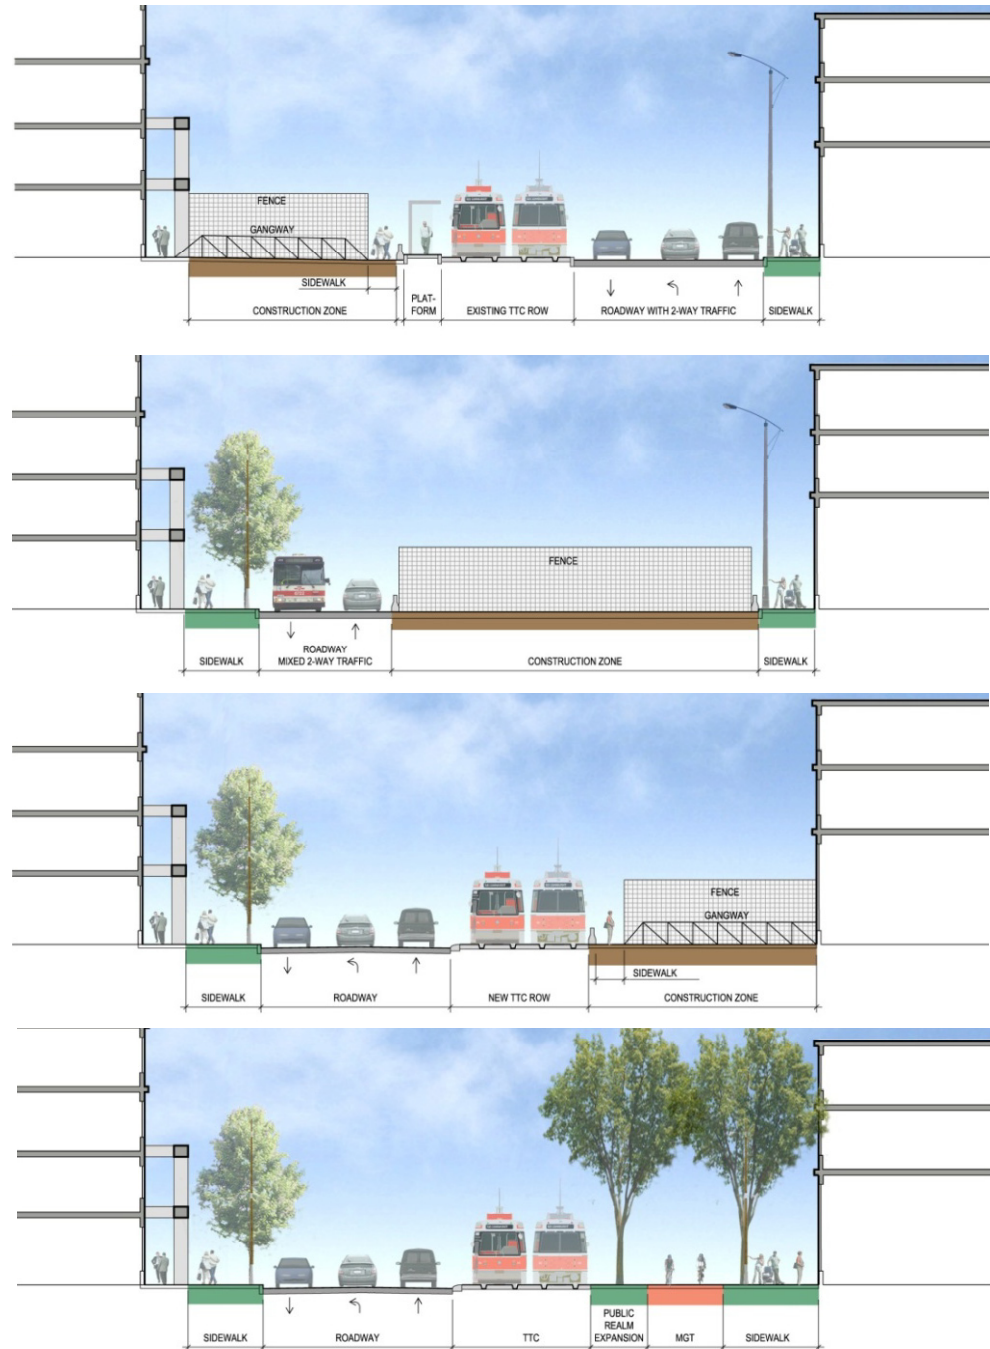 FENCE
GANGWAY
SIDEWALK
CONSTRUCTION ZONE
PLAT-
FORM
EXISTING TTC ROW
ROADWAY WITH 2-WAY TRAFFIC
SIDEWALK
FENCE
SIDEWALK
ROADWAY
MIXED 2-WAY TRAFFIC
CONSTRUCTION ZONE
SIDEWALK
FENCE
GANGWAY
SIDEWALK
SIDEWALK
ROADWAY
NEW TTC ROW
CONSTRUCTION ZONE
SIDEWALK
ROADWAY
TTC
PUBLIC
REALM
EXPANSION
MGT
SIDEWALK